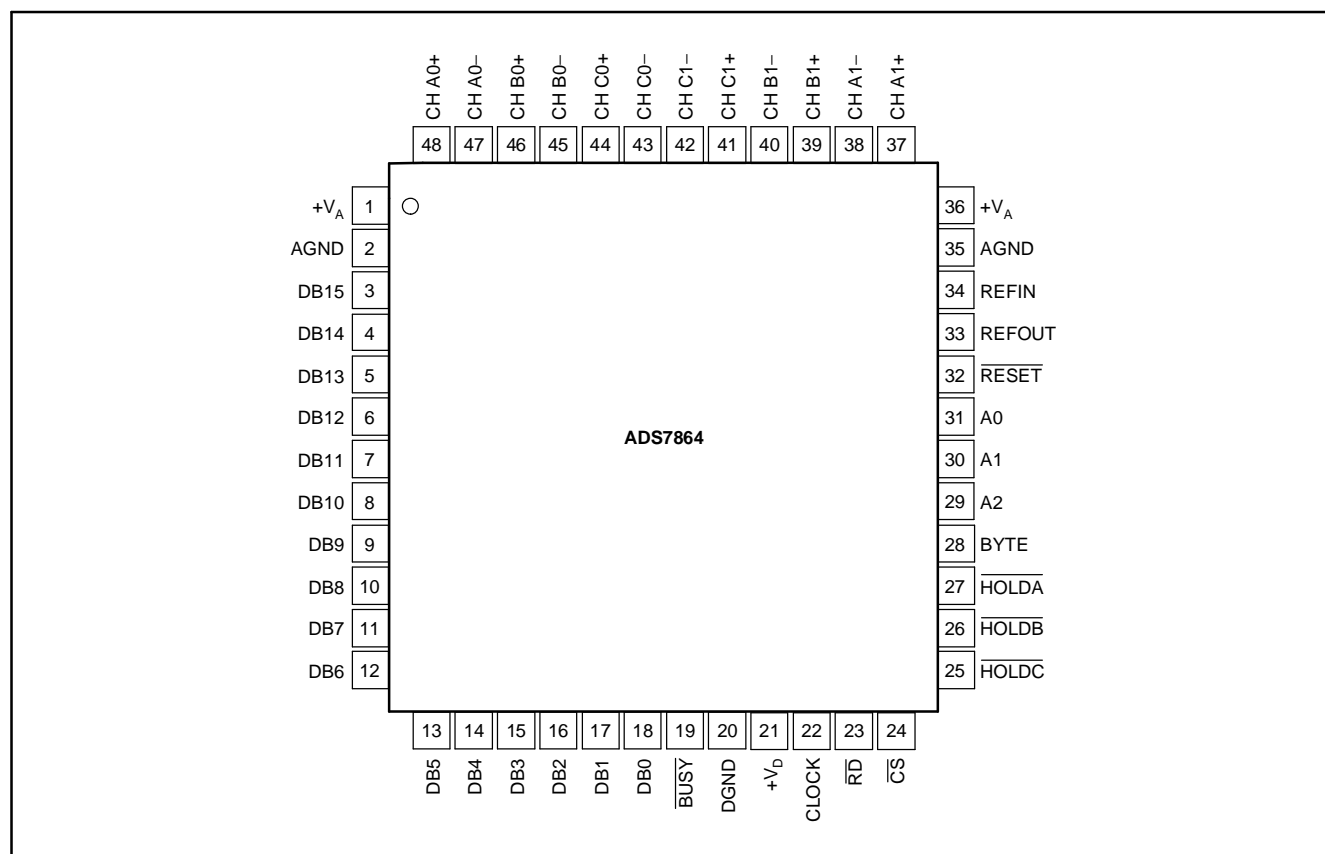 CH A0+
CH A0–
CH B0+
CH B0–
CH C0+
CH C0–
CH C1–
CH C1+
CH B1–
CH B1+
CH A1–
CH A1+
48 47 46 45 44 43 42 41 40 39 38 37
+VA 1
36 +VA
AGND 2
35 AGND
DB15 3
34 REFIN
DB14 4
33 REFOUT
DB13 5
32 RESET
DB12 6
31 A0
DB11 7
30 A1
DB10 8
29 A2
DB9 9
28 BYTE
DB8 10
27 HOLDA
DB7 11
26 HOLDB
DB6 12
25 HOLDC
ADS7864
13 14 15 16 17 18 19 20 21 22 23 24
DB5
DB4
DB3
DB2
DB1
DB0
BUSY
DGND
+VD
CLOCK
RD
CS